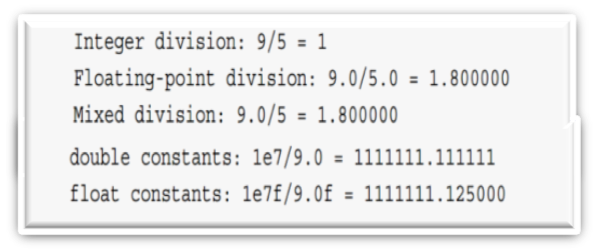 Integer division: 9/5 = 1
Floating-point division: 9.0/5.0 = 1.800000
Mixed division: 9.0/5 = 1.800000
double constants: 1e7/9.0 = 1111111.111111
float constants: 1e7f/9.0f = 1111111.125000